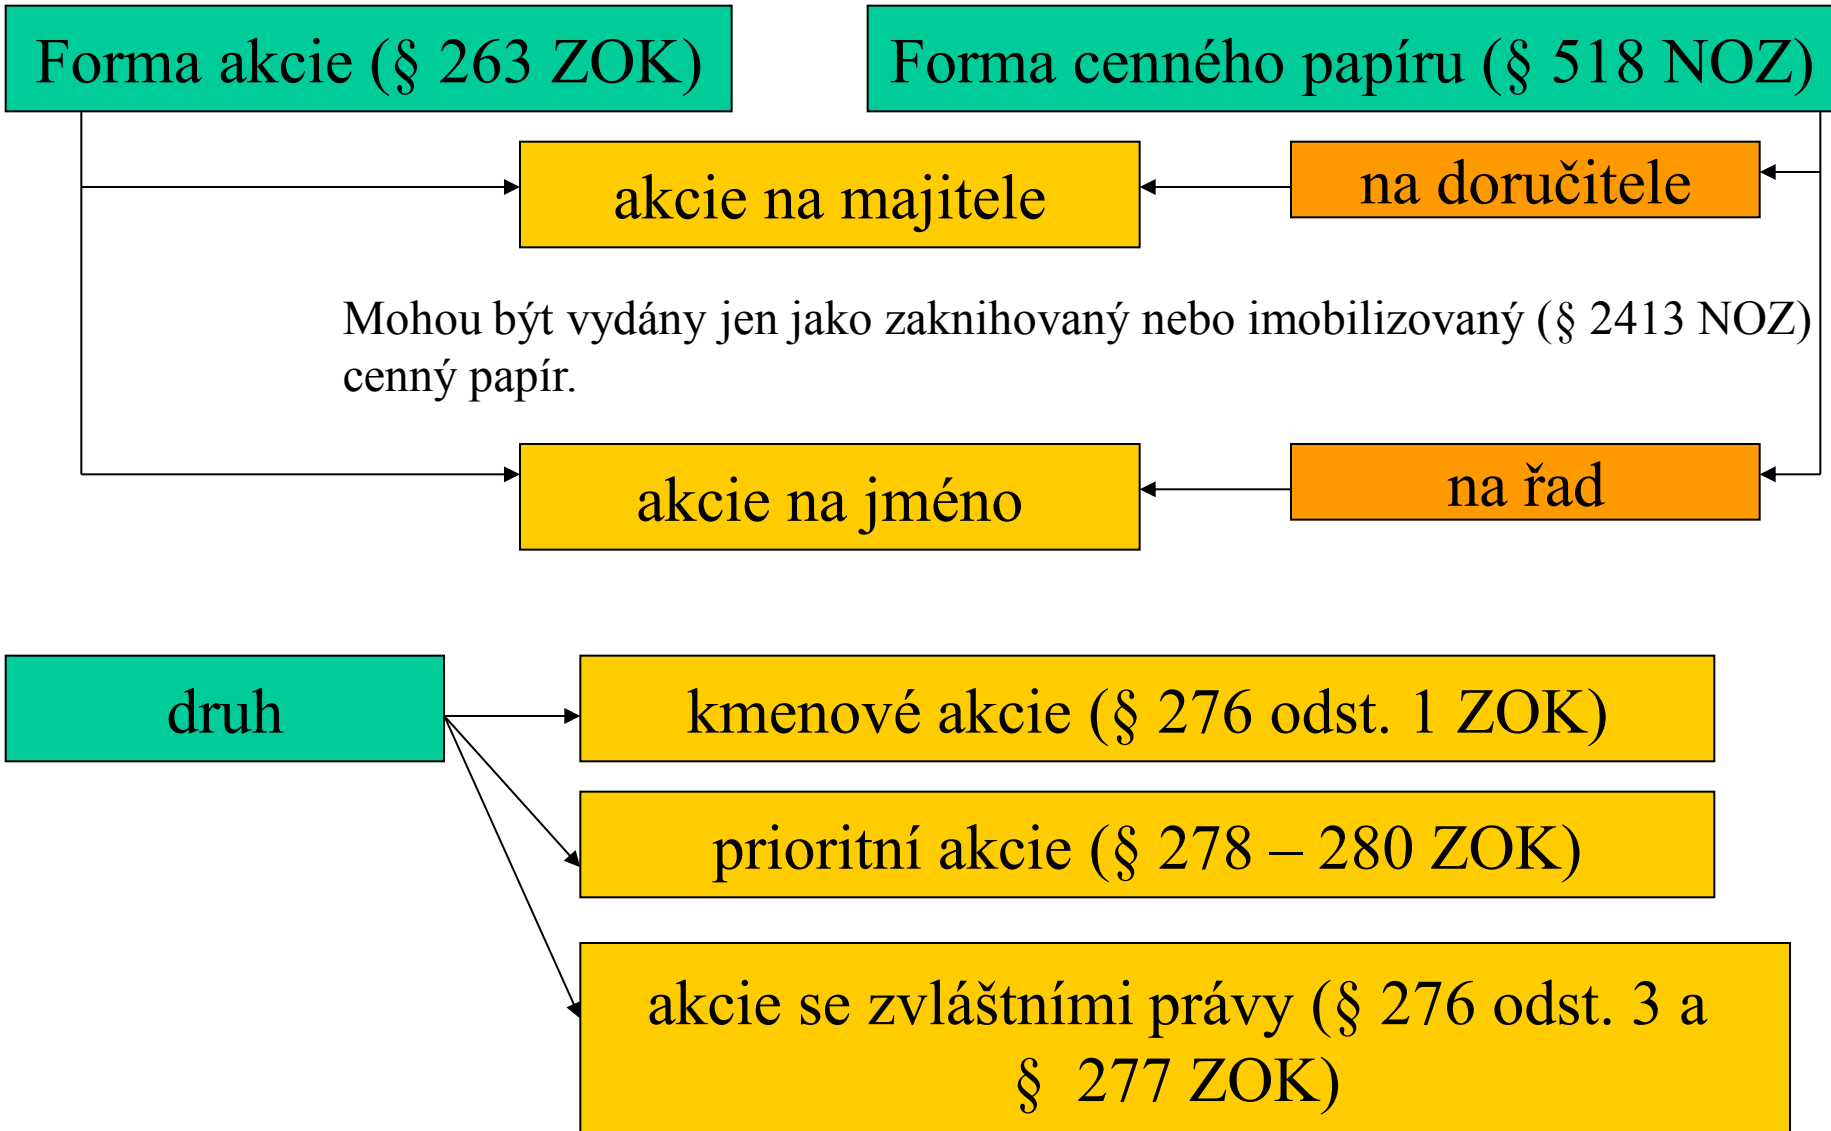 Forma akcie (§ 263 ZOK)
Forma cenného papíru (§ 518 NOZ)
akcie na majitele
na doručitele
Mohou být vydány jen jako zaknihovaný nebo imobilizovaný (§ 2413 NOZ)
cenný papír.
akcie na jméno
na řad
druh
kmenové akcie (§ 276 odst. 1 ZOK)
prioritní akcie (§ 278 – 280 ZOK)
akcie se zvláštními právy (§ 276 odst. 3 a
§ 277 ZOK)